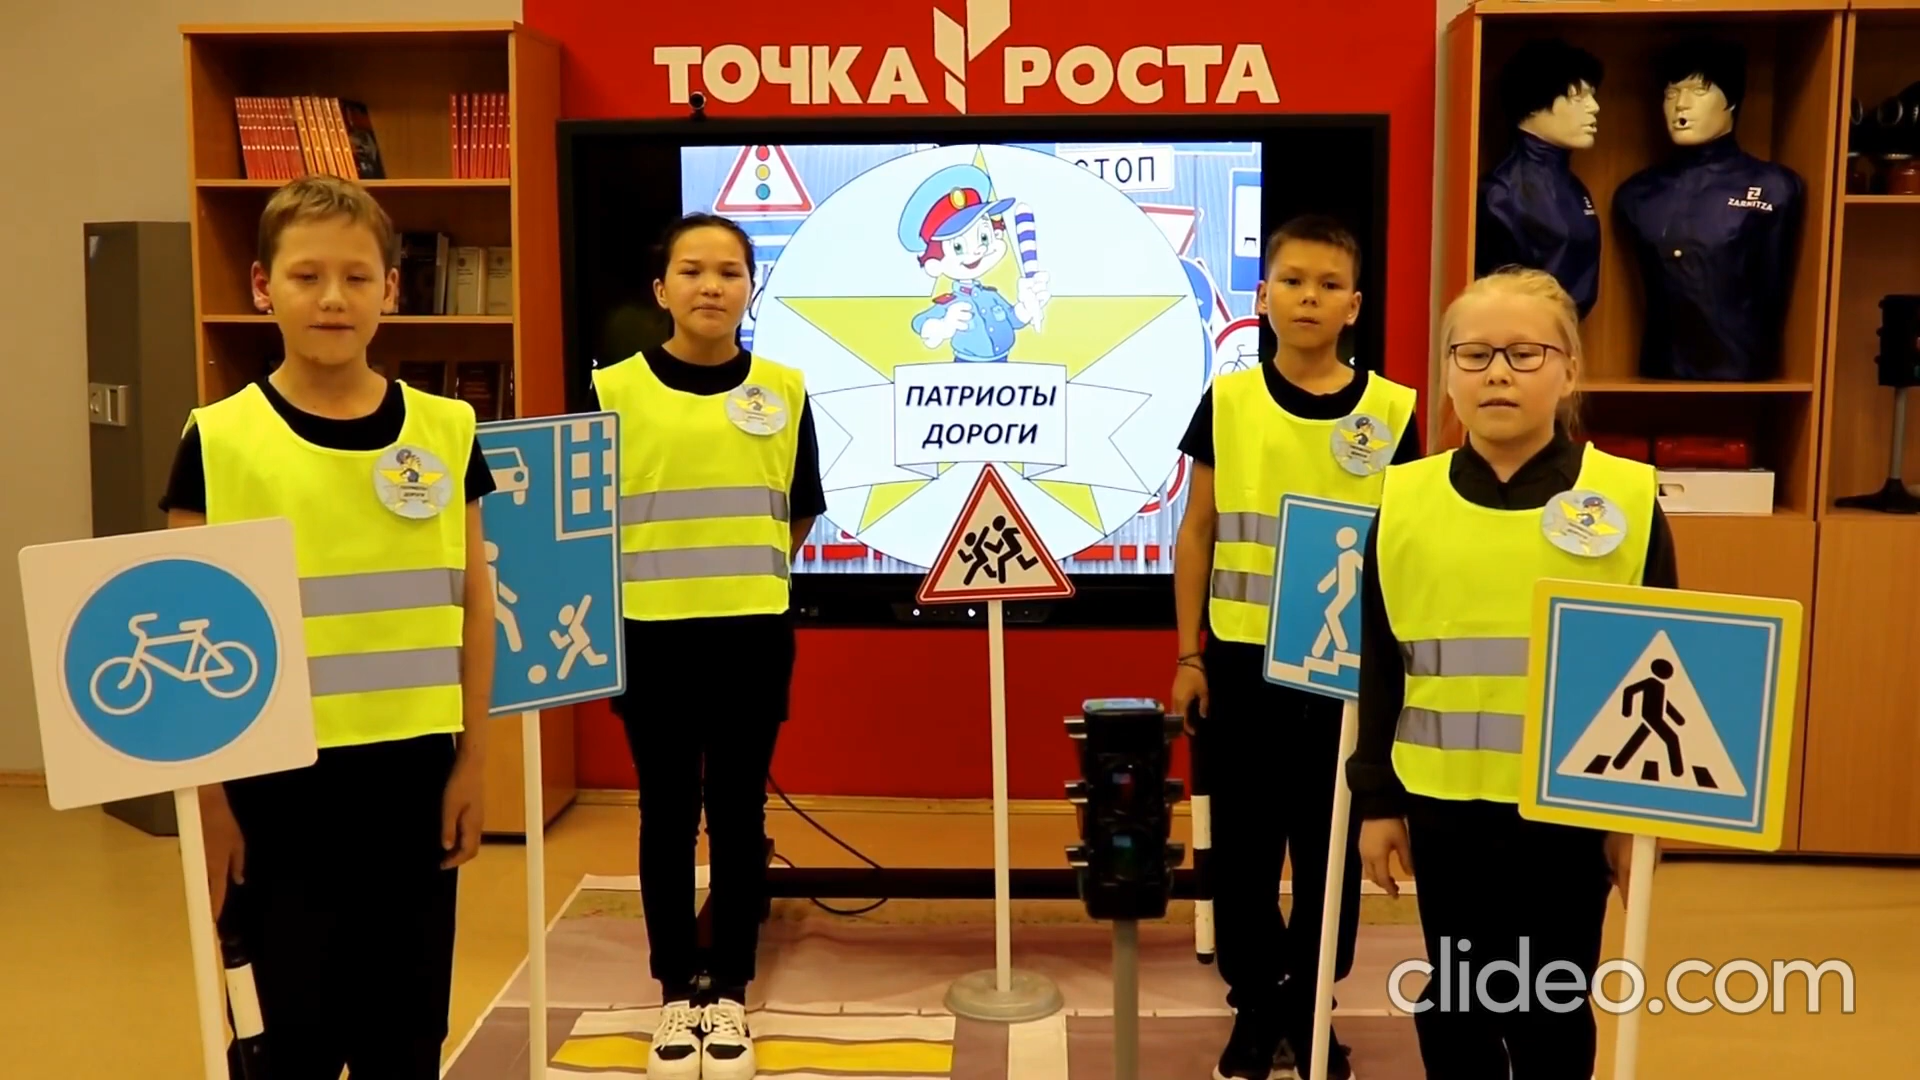 ТОЧКА РОСТА
СТОП
ПАТРИОТЫ
ДОРОГИ
ZARNITZA
clideo.com